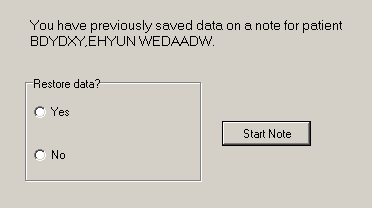 You have previously saved data on a note for patient
BDYDXY,EHYUN WEDAADW.
Restore data?
Yes
Start Note
No